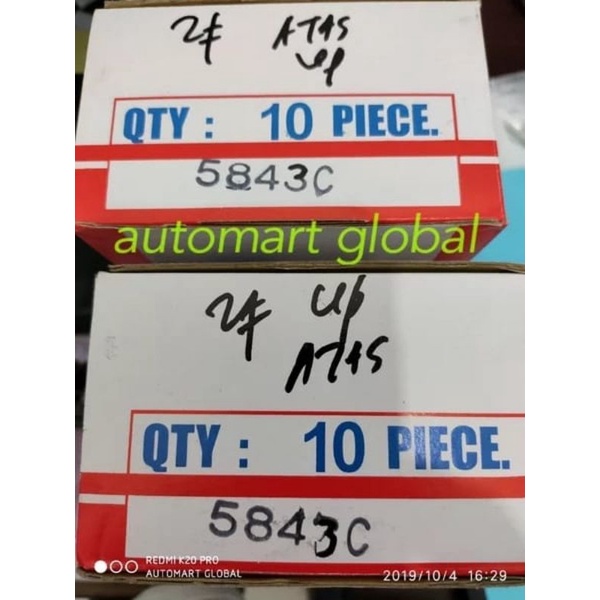 2F ATAS
up
QTY : 10 PIECE.
5843C
automart global
2F up
ATAS
QTY : 10 PIECE.
5843C
REDMI K20 PRO
AUTOMART GLOBAL
2019/10/4 16:29